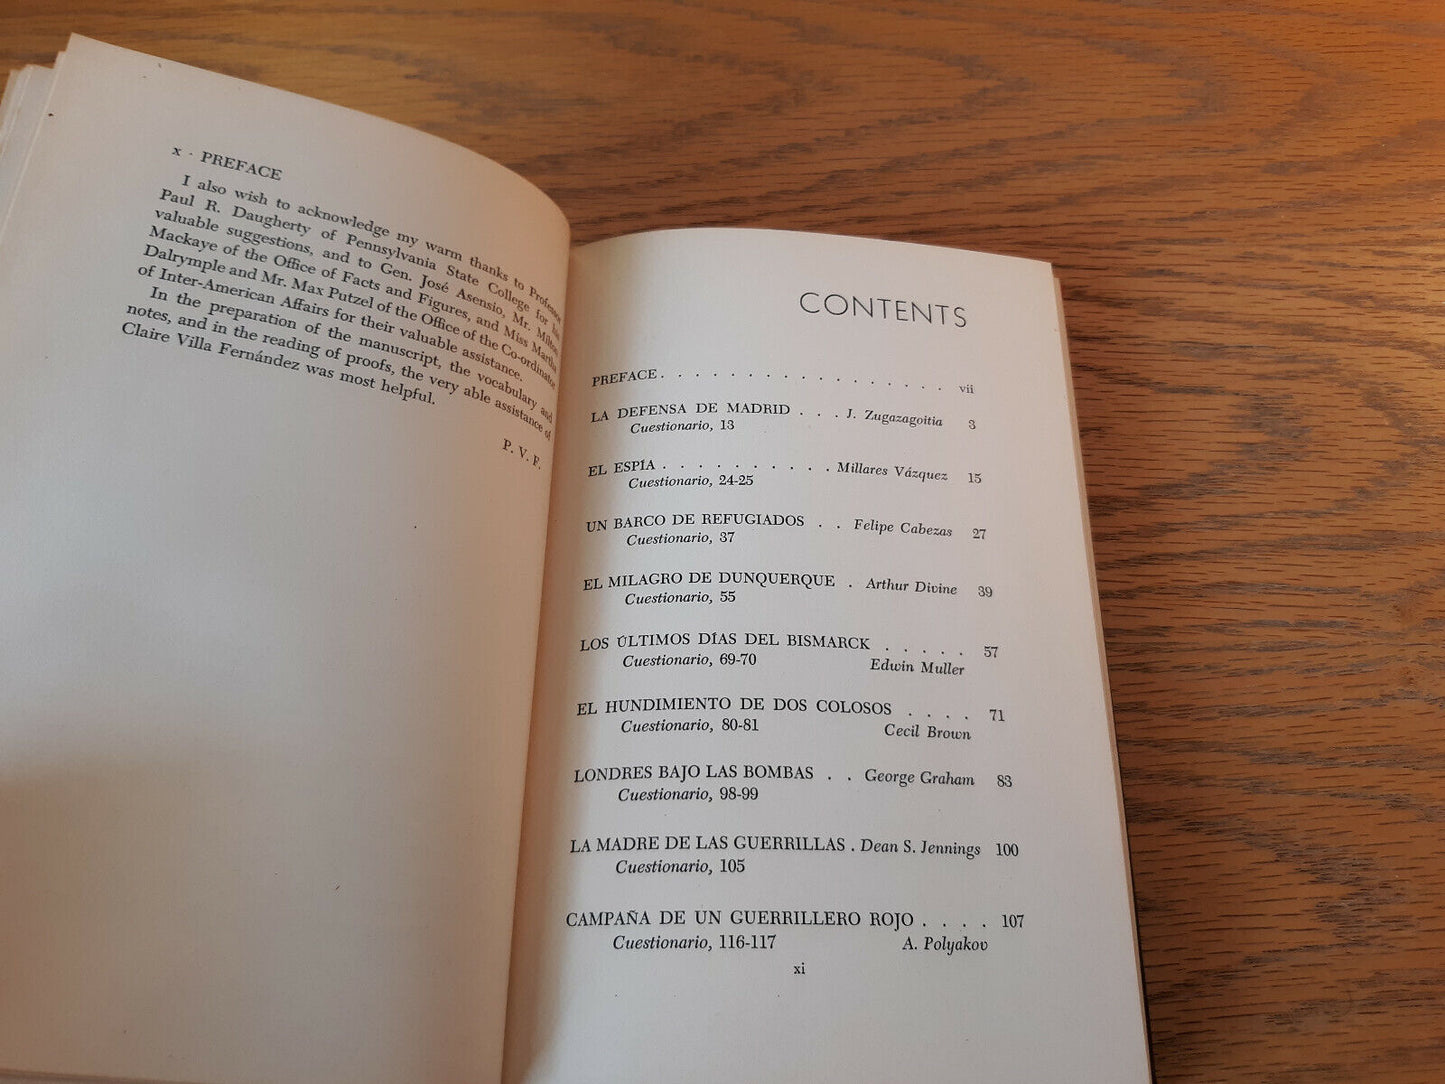 x · PREFACE
I also wish to acknowledge my warm thanks to Professor
Paul R. Daugherty of Pennsylvania State College for his
valuable suggestions, and to Gen. José Asensio, Mr. Milton
Mackaye of the Office of Facts and Figures, and Miss Martha
Dalrymple and Mr. Max Putzel of the Office of the Co-ordinator
of Inter-American Affairs for their valuable assistance.
In the preparation of the manuscript, the vocabulary and
notes, and in the reading of proofs, the very able assistance of
Claire Villa Fernández was most helpful.
P. V. F.
CONTENTS
PREFACE . . . . . . . . . . . . . . . . . vii
LA DEFENSA DE MADRID . . . J. Zugazagoitia 3
Cuestionario, 13
EL ESPÍA . . . . . . . . . . Millares Vázquez 15
Cuestionario, 24-25
UN BARCO DE REFUGIADOS . . Felipe Cabezas 27
Cuestionario, 37
EL MILAGRO DE DUNQUERQUE . Arthur Divine 39
Cuestionario, 55
LOS ÚLTIMOS DÍAS DEL BISMARCK . . . . . 57
Cuestionario, 69-70 Edwin Muller
EL HUNDIMIENTO DE DOS COLOSOS . . . . 71
Cuestionario, 80-81 Cecil Brown
LONDRES BAJO LAS BOMBAS . . George Graham 83
Cuestionario, 98-99
LA MADRE DE LAS GUERRILLAS . Dean S. Jennings 100
Cuestionario, 105
CAMPAÑA DE UN GUERRILLERO ROJO . . . . 107
Cuestionario, 116-117 A. Polyakov
xi